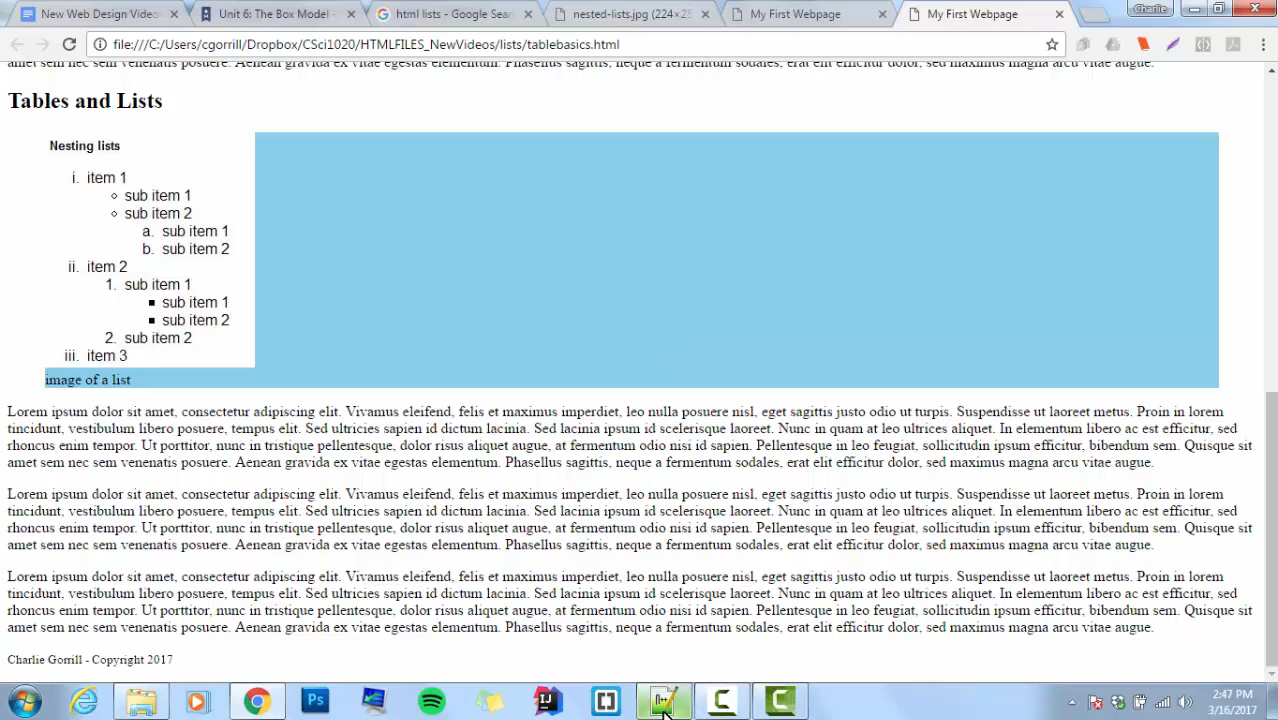 New Web Design Video
Unit 6: The Box Model -
html lists - Google Sear
nested-lists.jpg (224×25
My First Webpage
My First Webpage
Charlie
file:///C:/Users/cgorrill/Dropbox/CSci1020/HTMLFILES_NewVideos/lists/tablebasics.html
amet sem nec sem venenatis posuere. Aenean gravida ex vitae egestas elementum. Phasellus sagittis, neque a fermentum sodales, erat elit efficitur dolor, sed maximus magna arcu vitae augue.
Tables and Lists
Nesting lists
i. item 1
sub item 1
sub item 2
a. sub item 1
b. sub item 2
ii. item 2
1. sub item 1
sub item 1
sub item 2
2. sub item 2
iii. item 3
image of a list
Lorem ipsum dolor sit amet, consectetur adipiscing elit. Vivamus eleifend, felis et maximus imperdiet, leo nulla posuere nisl, eget sagittis justo odio ut turpis. Suspendisse ut laoreet metus. Proin in lorem
tincidunt, vestibulum libero posuere, tempus elit. Sed ultricies sapien id dictum lacinia. Sed lacinia ipsum id scelerisque laoreet. Nunc in quam at leo ultrices aliquet. In elementum libero ac est efficitur, sed
rhoncus enim tempor. Ut porttitor, nunc in tristique pellentesque, dolor risus aliquet augue, at fermentum odio nisi id sapien. Pellentesque in leo feugiat, sollicitudin ipsum efficitur, bibendum sem. Quisque sit
amet sem nec sem venenatis posuere. Aenean gravida ex vitae egestas elementum. Phasellus sagittis, neque a fermentum sodales, erat elit efficitur dolor, sed maximus magna arcu vitae augue.
Lorem ipsum dolor sit amet, consectetur adipiscing elit. Vivamus eleifend, felis et maximus imperdiet, leo nulla posuere nisl, eget sagittis justo odio ut turpis. Suspendisse ut laoreet metus. Proin in lorem
tincidunt, vestibulum libero posuere, tempus elit. Sed ultricies sapien id dictum lacinia. Sed lacinia ipsum id scelerisque laoreet. Nunc in quam at leo ultrices aliquet. In elementum libero ac est efficitur, sed
rhoncus enim tempor. Ut porttitor, nunc in tristique pellentesque, dolor risus aliquet augue, at fermentum odio nisi id sapien. Pellentesque in leo feugiat, sollicitudin ipsum efficitur, bibendum sem. Quisque sit
amet sem nec sem venenatis posuere. Aenean gravida ex vitae egestas elementum. Phasellus sagittis, neque a fermentum sodales, erat elit efficitur dolor, sed maximus magna arcu vitae augue.
Lorem ipsum dolor sit amet, consectetur adipiscing elit. Vivamus eleifend, felis et maximus imperdiet, leo nulla posuere nisl, eget sagittis justo odio ut turpis. Suspendisse ut laoreet metus. Proin in lorem
tincidunt, vestibulum libero posuere, tempus elit. Sed ultricies sapien id dictum lacinia. Sed lacinia ipsum id scelerisque laoreet. Nunc in quam at leo ultrices aliquet. In elementum libero ac est efficitur, sed
rhoncus enim tempor. Ut porttitor, nunc in tristique pellentesque, dolor risus aliquet augue, at fermentum odio nisi id sapien. Pellentesque in leo feugiat, sollicitudin ipsum efficitur, bibendum sem. Quisque sit
amet sem nec sem venenatis posuere. Aenean gravida ex vitae egestas elementum. Phasellus sagittis, neque a fermentum sodales, erat elit efficitur dolor, sed maximus magna arcu vitae augue.
Charlie Gorrill - Copyright 2017
Ps
IJ
2:47 PM
3/16/2017